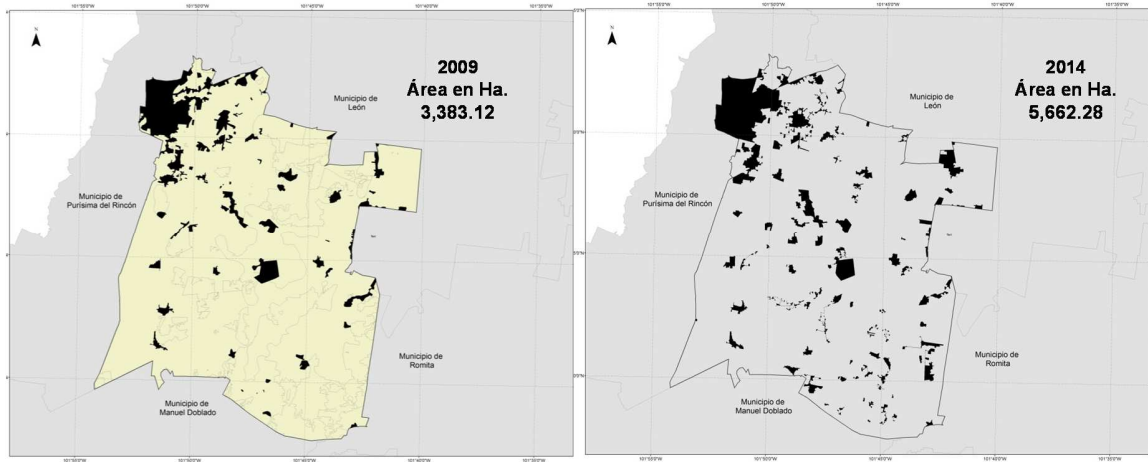 N
2009
Área en Ha.
3,383.12
Municipio de
León
Municipio de
Purísima del Rincón
Municipio de
Romita
Municipio de
Manuel Doblado
N
2014
Área en Ha.
5,662.28
Municipio de
León
Municipio de
Purísima del Rincón
Municipio de
Romita
Municipio de
Manuel Doblado